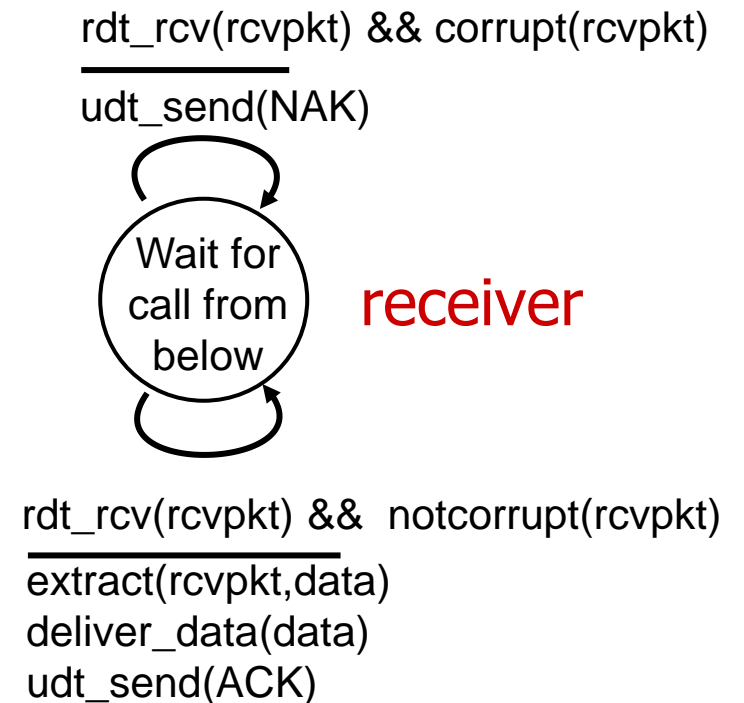 rdt_rcv(rcvpkt) && corrupt(rcvpkt)
udt_send(NAK)
Wait for
call from
below
receiver
rdt_rcv(rcvpkt) && notcorrupt(rcvpkt)
extract(rcvpkt,data)
deliver_data(data)
udt_send(ACK)